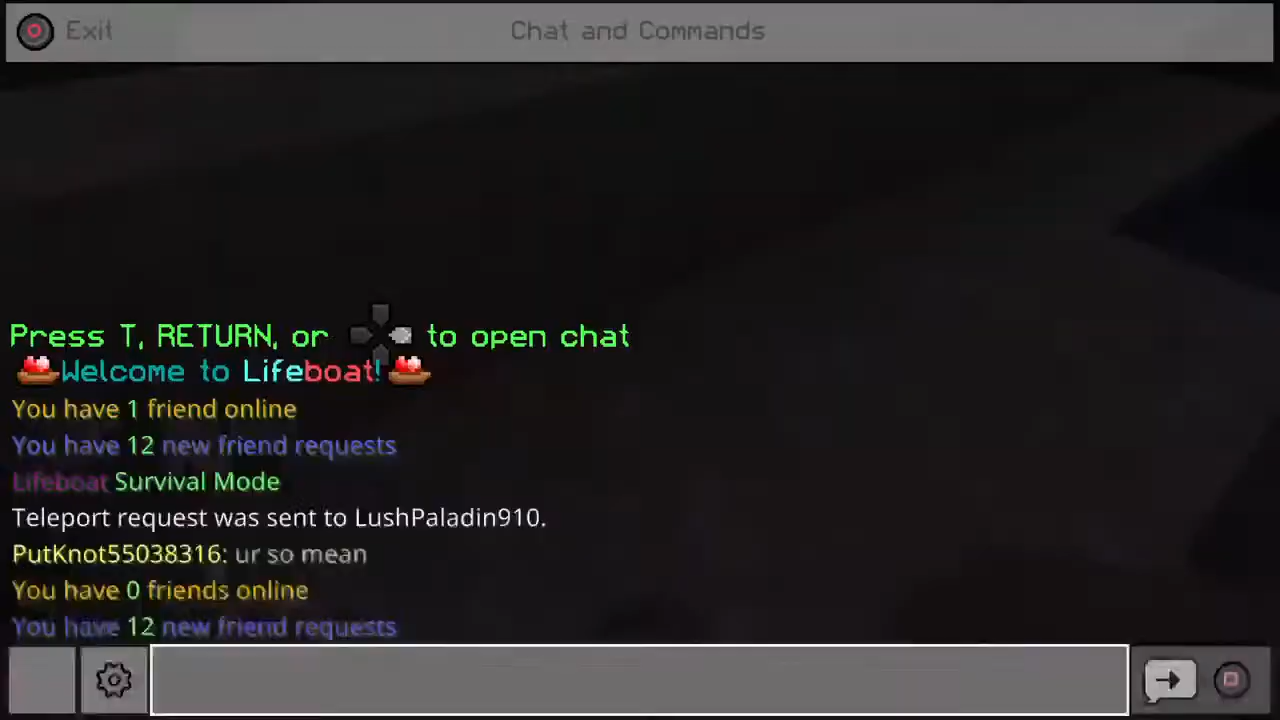 Exit
Chat and Commands
Press T, RETURN, or to open chat
Welcome to Lifeboat!
You have 1 friend online
You have 12 new friend requests
Lifeboat Survival Mode
Teleport request was sent to LushPaladin910.
PutKnot55038316: ur so mean
You have 0 friends online
You have 12 new friend requests